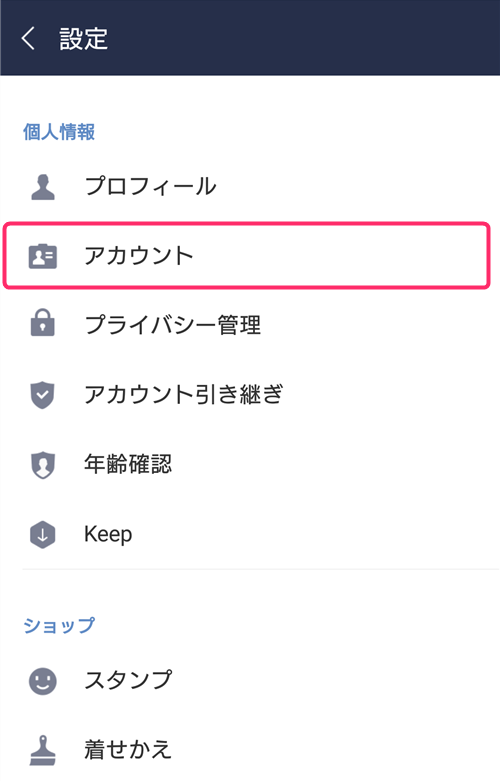 設定
個人情報
プロフィール
アカウント
プライバシー管理
アカウント引き継ぎ
年齢確認
Keep
ショップ
スタンプ
着せかえ